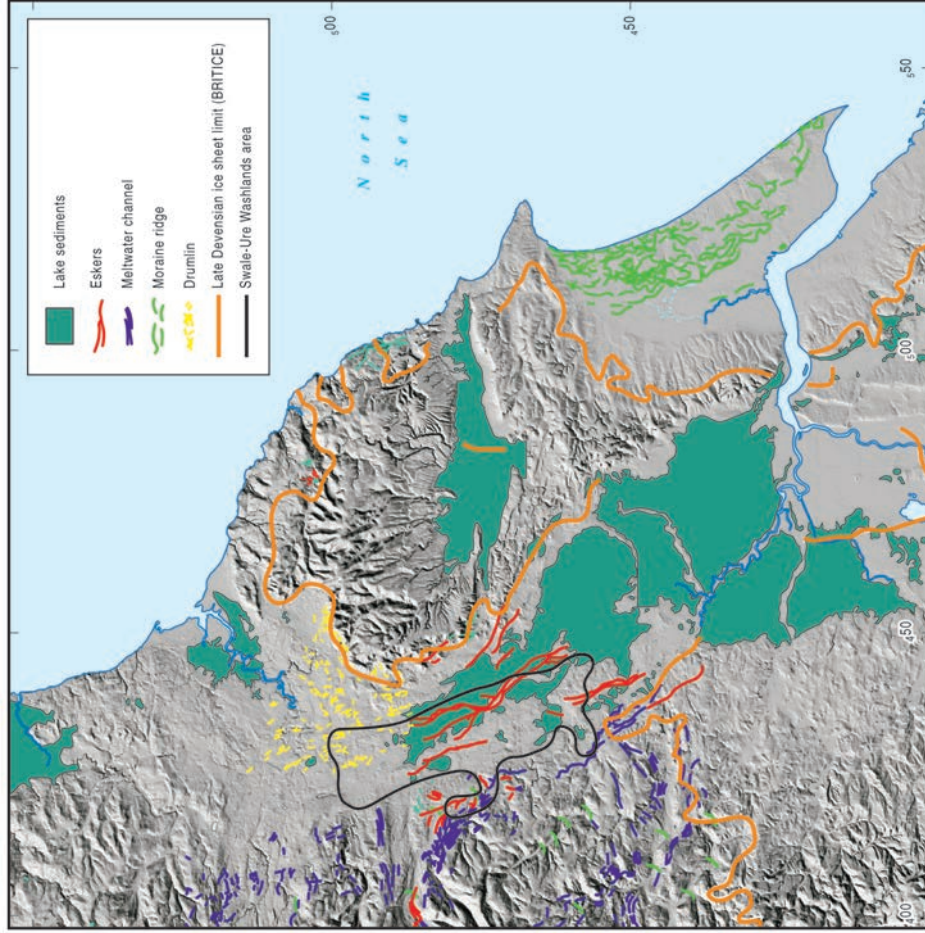 Lake sediments
Eskers
Meltwater channel
Moraine ridge
Drumlin
Late Devensian ice sheet limit (BRITICE)
Swale-Ure Washlands area
North
Sea
500
450
400
450
500
550